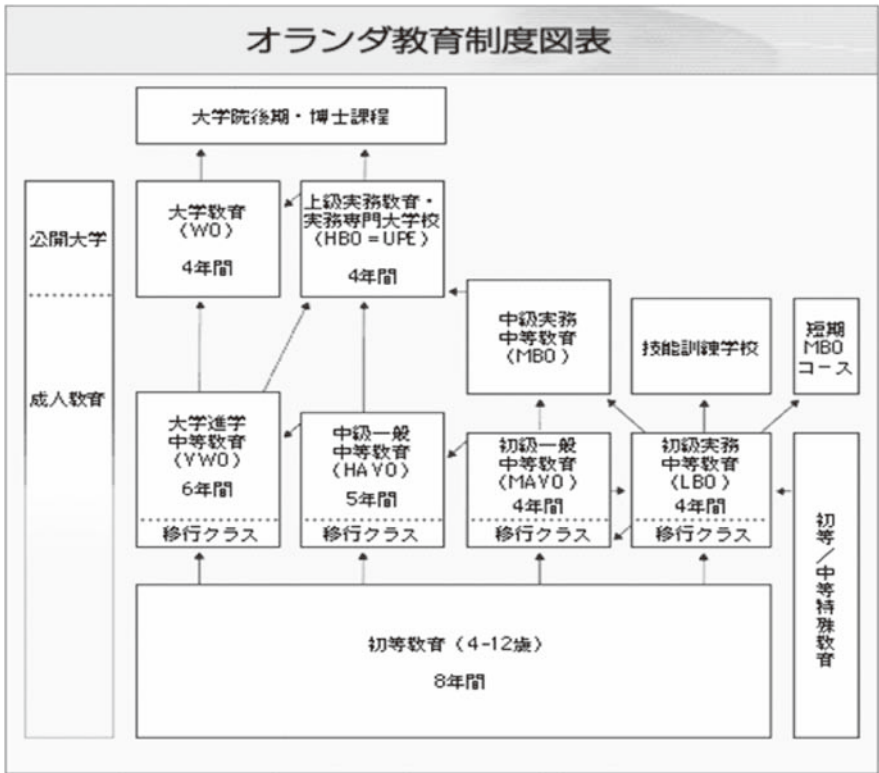 オランダ教育制度図表
大学院後期・博士課程
公開大学
成人教育
大学教育
(WO)
4年間
上級実務教育・
実務専門大学校
(HBO=UPE)
4年間
中級実務
中等教育
(MBO)
技能訓練学校
短期
MBO
コース
大学進学
中等教育
(VWO)
6年間
移行クラス
中級一般
中等教育
(HAVO)
5年間
移行クラス
初級一般
中等教育
(MAVO)
4年間
移行クラス
初級実務
中等教育
(LBO)
4年間
移行クラス
初等/中等特殊教育
初等教育(4-12歳)
8年間